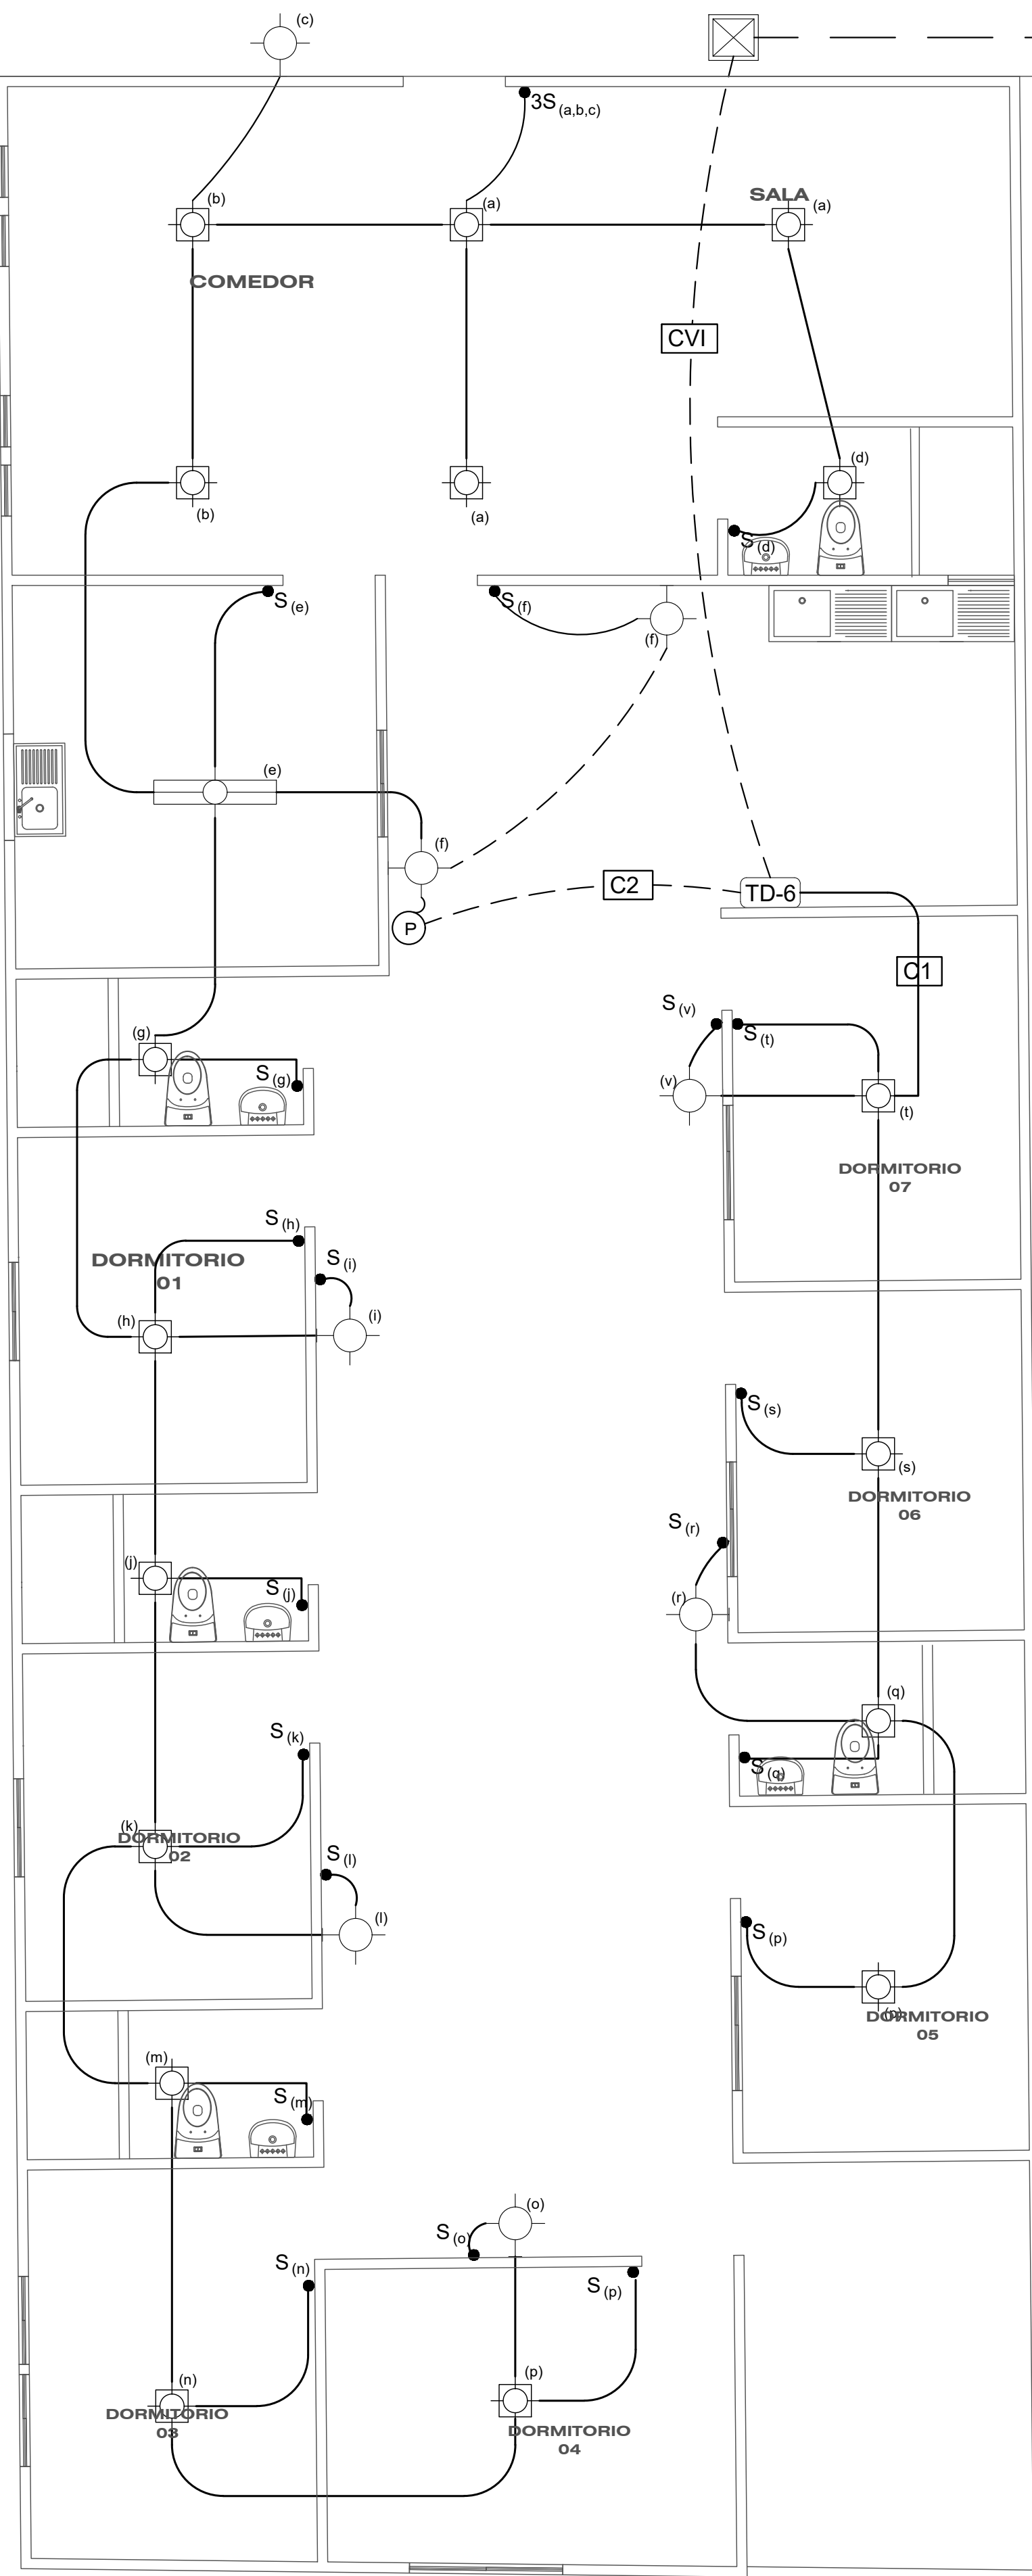 (c)
3S (a,b,c)
(b)
(a)
SALA
(a)
COMEDOR
CVI
(d)
(b)
(a)
S (d)
S (e)
S (f)
(f)
(e)
(f)
C2
TD-6
P
C1
S (v)
S (t)
(g)
S (g)
(v)
(t)
DORMITORIO
07
S (h)
S (i)
DORMITORIO
01
(h)
(i)
S (s)
(s)
DORMITORIO
06
S (r)
(j)
S (j)
(r)
(q)
S (k)
S (q)
(k)
DORMITORIO
02
S (l)
(l)
S (p)
(p)
DORMITORIO
05
(m)
S (m)
(o)
S (o)
S (n)
S (p)
(n)
(p)
DORMITORIO
03
DORMITORIO
04